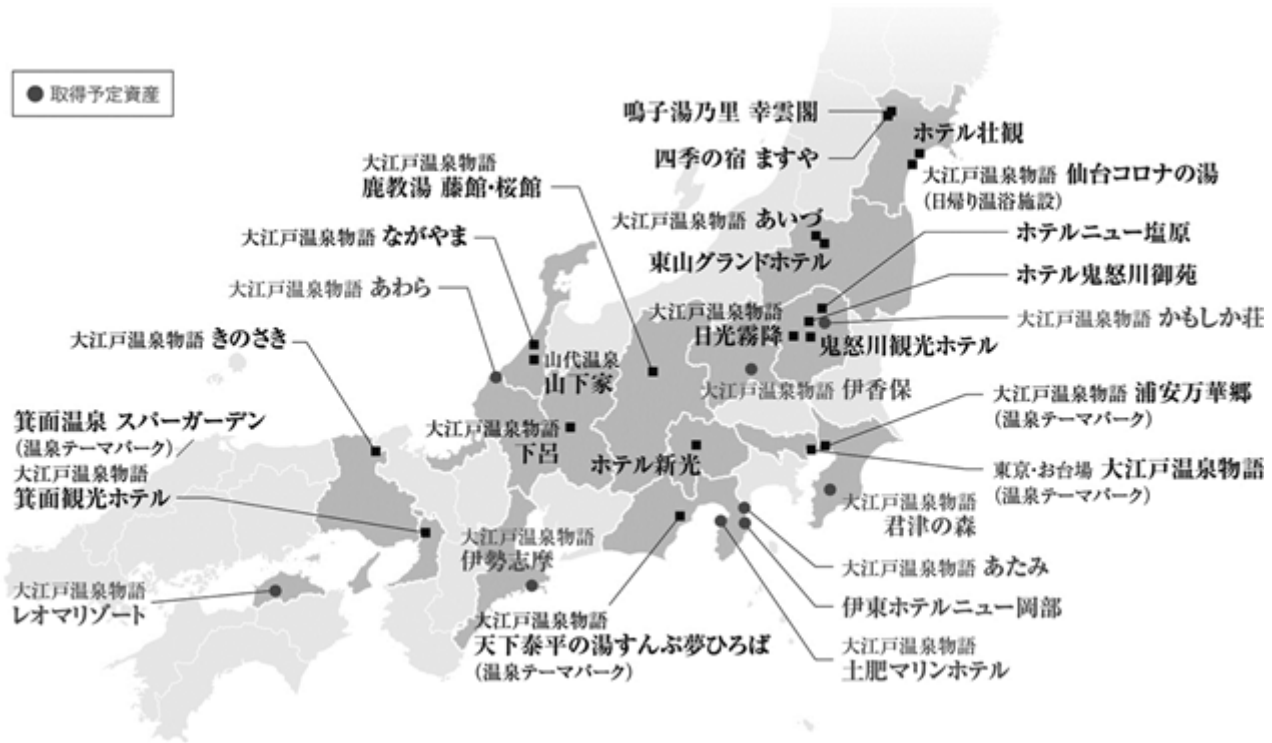 取得予定資産
鳴子湯乃里 幸雲閣
四季の宿 ますや
ホテル壮観
大江戸温泉物語 仙台コロナの湯
(日帰り温浴施設)
大江戸温泉物語
鹿教湯 藤館・桜館
大江戸温泉物語 あいづ
東山グランドホテル
ホテルニュー塩原
大江戸温泉物語 ながやま
ホテル鬼怒川御苑
大江戸温泉物語 あわら
大江戸温泉物語
日光霧降
大江戸温泉物語 かもしか荘
鬼怒川観光ホテル
大江戸温泉物語 きのさき
山代温泉
山下家
大江戸温泉物語 伊香保
大江戸温泉物語 浦安万華郷
(温泉テーマパーク)
箕面温泉 スパーガーデン
(温泉テーマパーク)
大江戸温泉物語
箕面観光ホテル
大江戸温泉物語
下呂
ホテル新光
東京・お台場 大江戸温泉物語
(温泉テーマパーク)
大江戸温泉物語
君津の森
大江戸温泉物語
伊勢志摩
大江戸温泉物語 あたみ
大江戸温泉物語
レオマリゾート
伊東ホテルニュー岡部
大江戸温泉物語
天下泰平の湯すんぷ夢ひろば
(温泉テーマパーク)
大江戸温泉物語
土肥マリンホテル